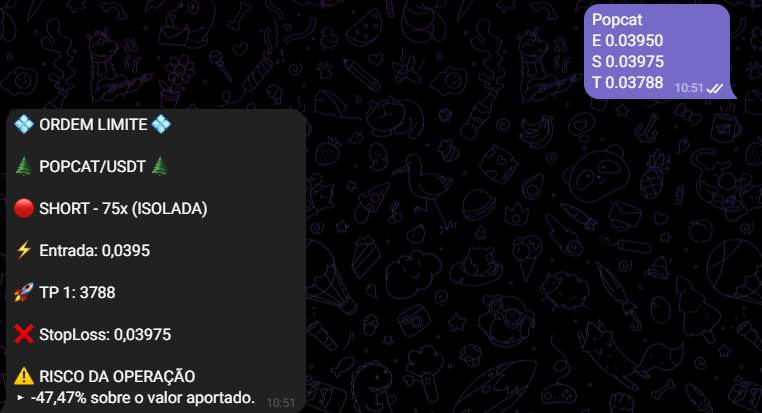 Popcat
E 0.03950
S 0.03975
T 0.03788
10:51
💠 ORDEM LIMITE 💠
🌲 POPCAT/USDT 🌲
🔴 SHORT - 75x (ISOLADA)
⚡ Entrada: 0,0395
🚀 TP 1: 3788
❌ StopLoss: 0,03975
⚠️ RISCO DA OPERAÇÃO
‣ -47,47% sobre o valor aportado.
10:51